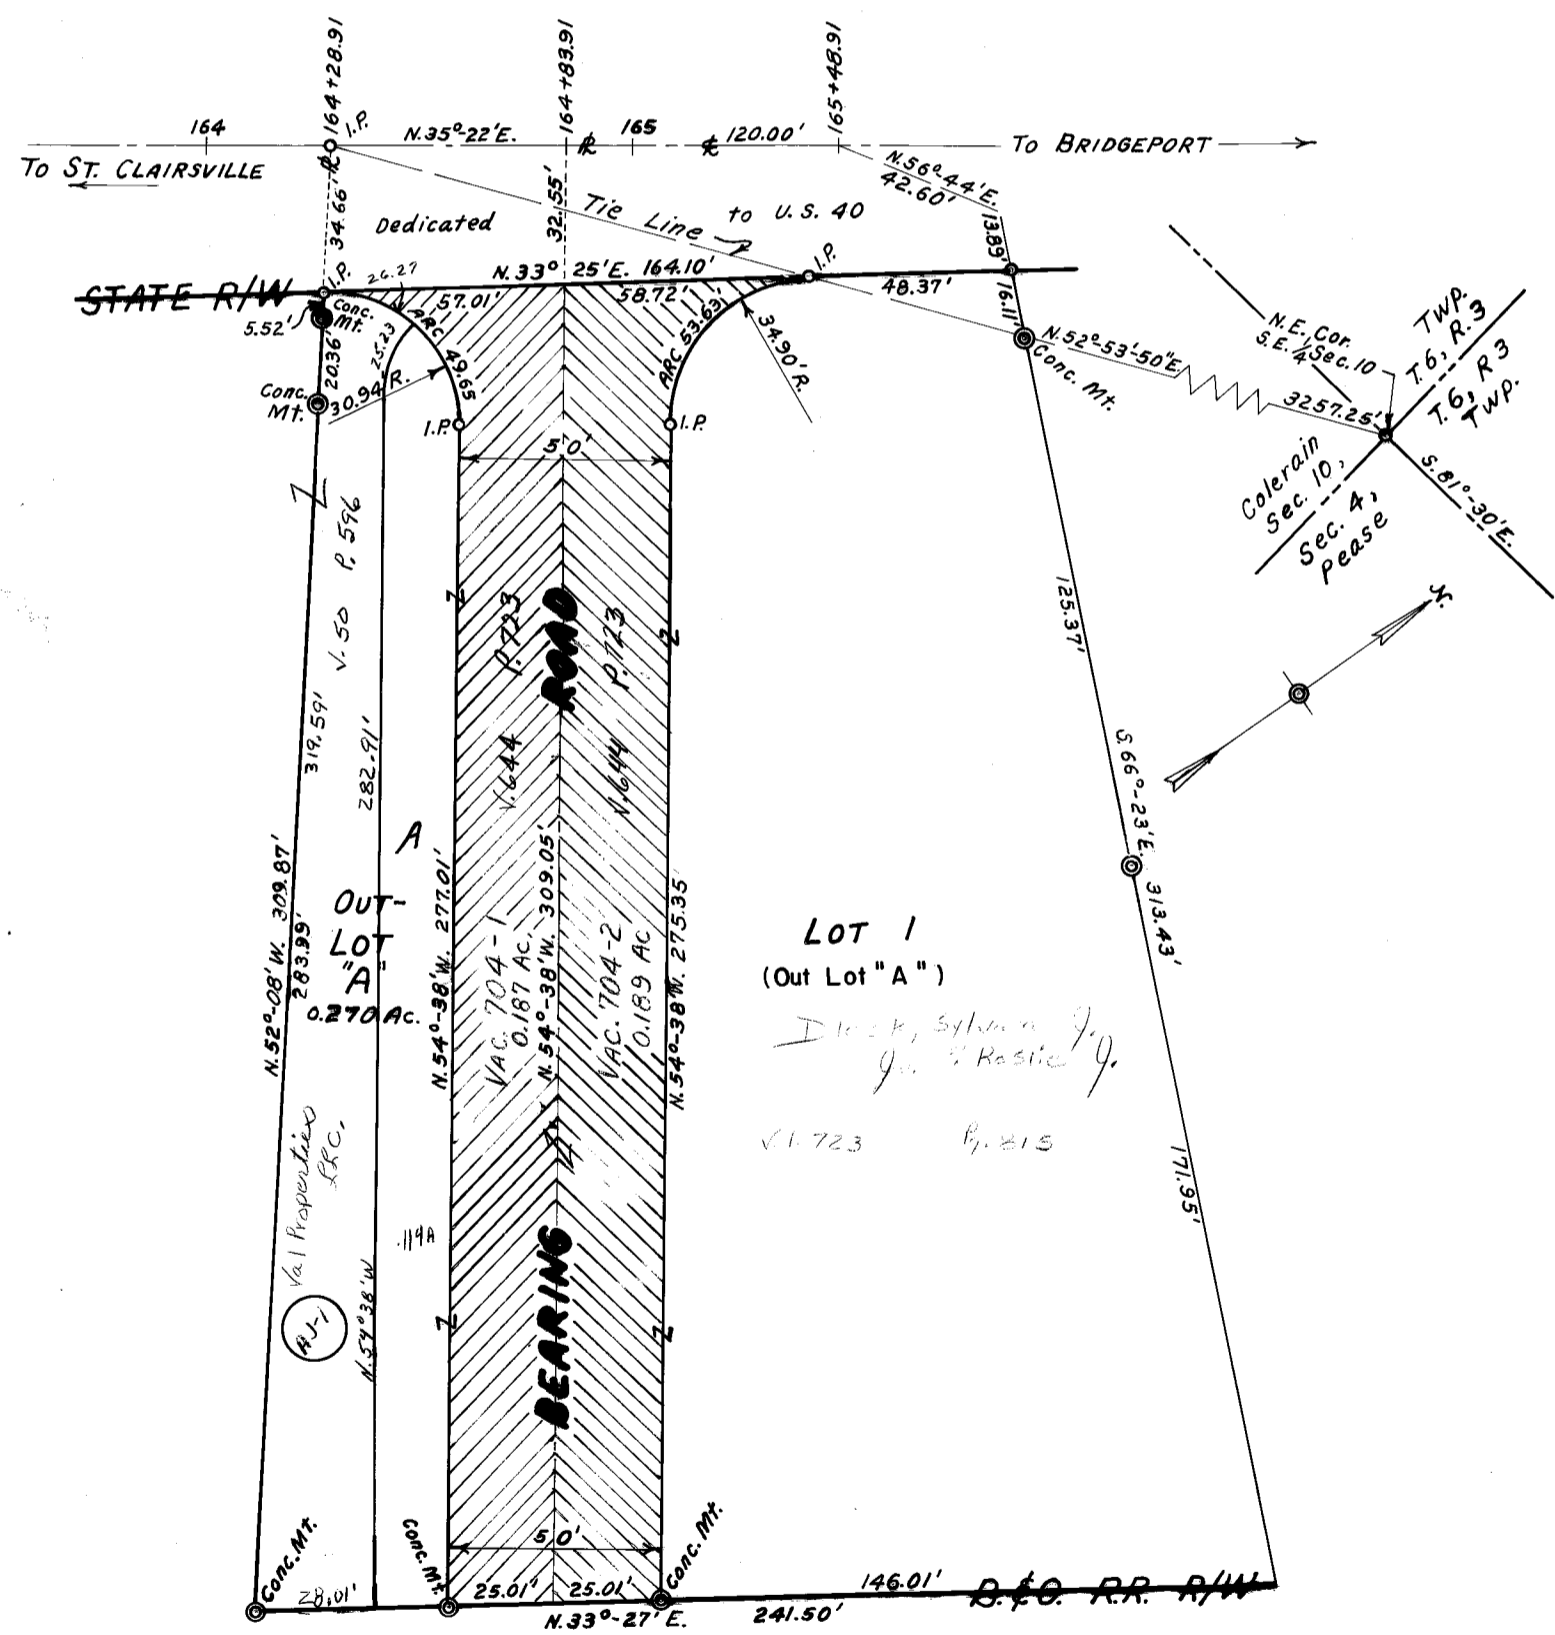 164+28.91
164+83.91
165+48.91
164
I.P.
N.35°-22'E.
165
120.00'
To BRIDGEPORT
To ST. CLAIRSVILLE
N.56°44'E.
42.60'
34.66'
32.55'
13.89'
Dedicated
Tie Line
to U.S. 40
I.P.
I.P.
26.27
N.33° 25'E. 164.10'
STATE R/W
57.01'
58.72'
48.37'
16.11'
5.52'
Conc.
Mt.
ARC 49.65
25.23
ARC 53.63'
34.90' R.
20.36'
Conc.
Mt.
30.94' R.
I.P.
I.P.
N.52°-53'-50"E.
Conc. Mt.
3257.25'
N.E. Cor.
S.E. 1/4 Sec. 10
TWP.
T.6, R.3
T.6, R 3
TWP.
Colerain
Sec. 10,
Sec. 4,
Pease
S.81°-30'E.
N.
50'
V. 50 P. 596
319.59'
282.91'
V.644 P.723
ROAD
V.644 P.723
125.37'
S.66°-23'E. 313.43'
A
OUT-
LOT
"A"
0.270 Ac.
N.52°-08'W. 309.87'
283.99'
N.54°-38'W. 277.01'
VAC. 704-1
0.187 Ac.
N.54°-38'W. 309.05'
VAC. 704-2
0.189 AC
N.54°-38'W. 275.35'
LOT 1
(Out Lot "A")
723
815
171.95'
Val Properties
LLC.
AJ-1
.119A
N.54°38'W
BEARING
50'
Conc. Mt.
Conc. Mt.
Conc. Mt.
28.01'
25.01'
25.01'
146.01'
B.&O. R.R. R/W
N.33°-27'E.
241.50'